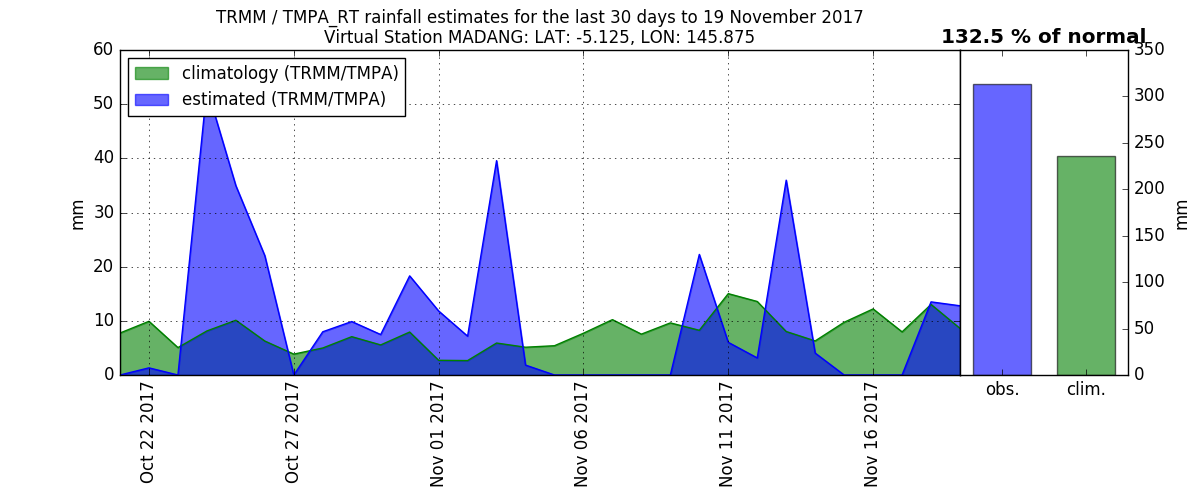 TRMM / TMPA_RT rainfall estimates for the last 30 days to 19 November 2017
Virtual Station MADANG: LAT: -5.125, LON: 145.875
132.5 % of normal
climatology (TRMM/TMPA)
estimated (TRMM/TMPA)
60
50
40
30
20
10
0
mm
Oct 22 2017
Oct 27 2017
Nov 01 2017
Nov 06 2017
Nov 11 2017
Nov 16 2017
obs.
clim.
350
300
250
200
150
100
50
0
mm